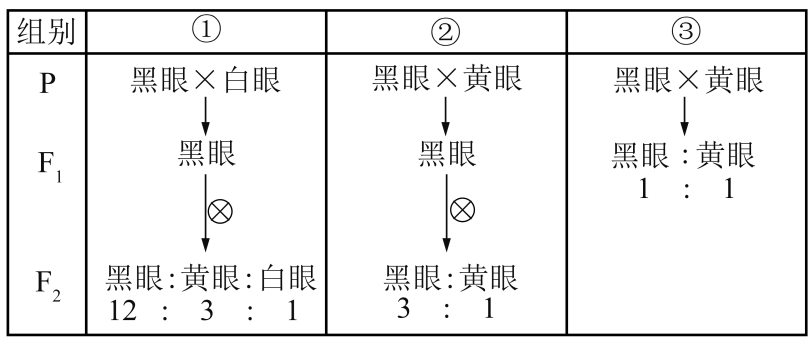 组别 ① ② ③
P 黑眼×白眼 黑眼×黄眼 黑眼×黄眼
F₁ 黑眼 黑眼 黑眼:黄眼
1 : 1
F₂ 黑眼:黄眼:白眼 黑眼:黄眼
12 : 3 : 1 3 : 1